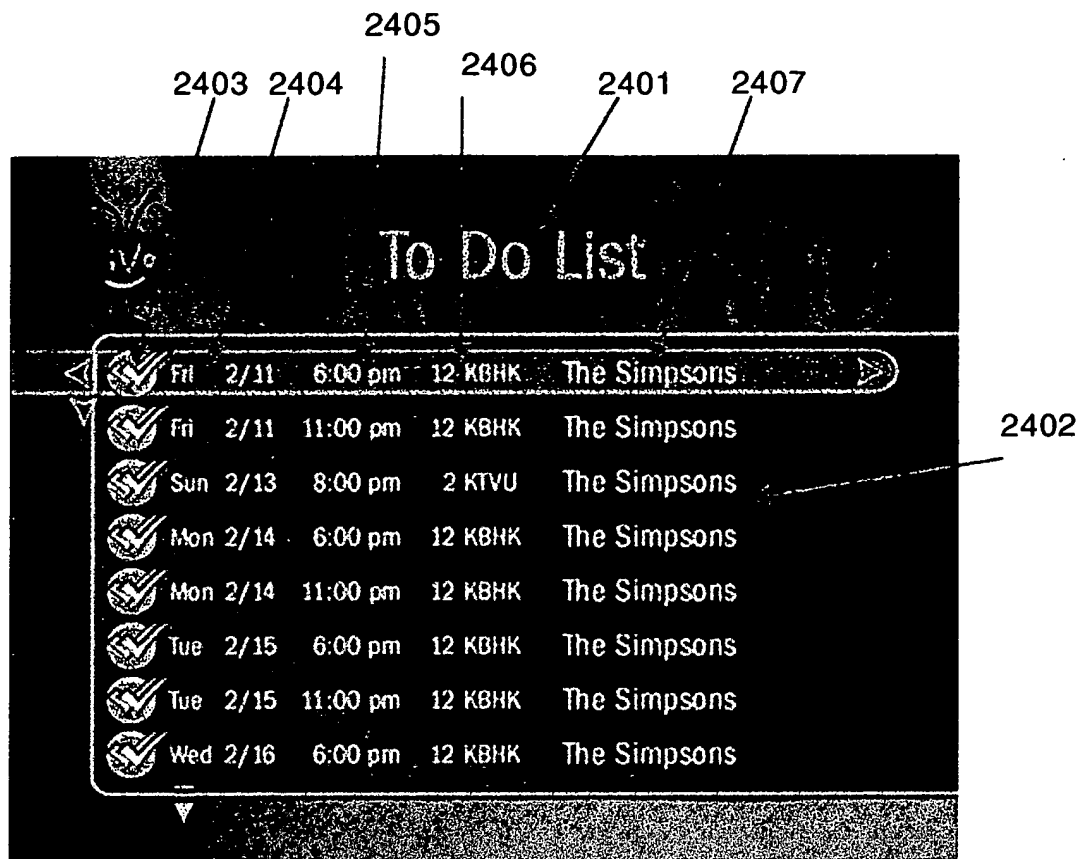 2405
2406
2403 2404 2401 2407
To Do List
Fri 2/11 6:00 pm 12 KBHK The Simpsons
Fri 2/11 11:00 pm 12 KBHK The Simpsons
2402
Sun 2/13 8:00 pm 2 KTVU The Simpsons
Mon 2/14 6:00 pm 12 KBHK The Simpsons
Mon 2/14 11:00 pm 12 KBHK The Simpsons
Tue 2/15 6:00 pm 12 KBHK The Simpsons
Tue 2/15 11:00 pm 12 KBHK The Simpsons
Wed 2/16 6:00 pm 12 KBHK The Simpsons